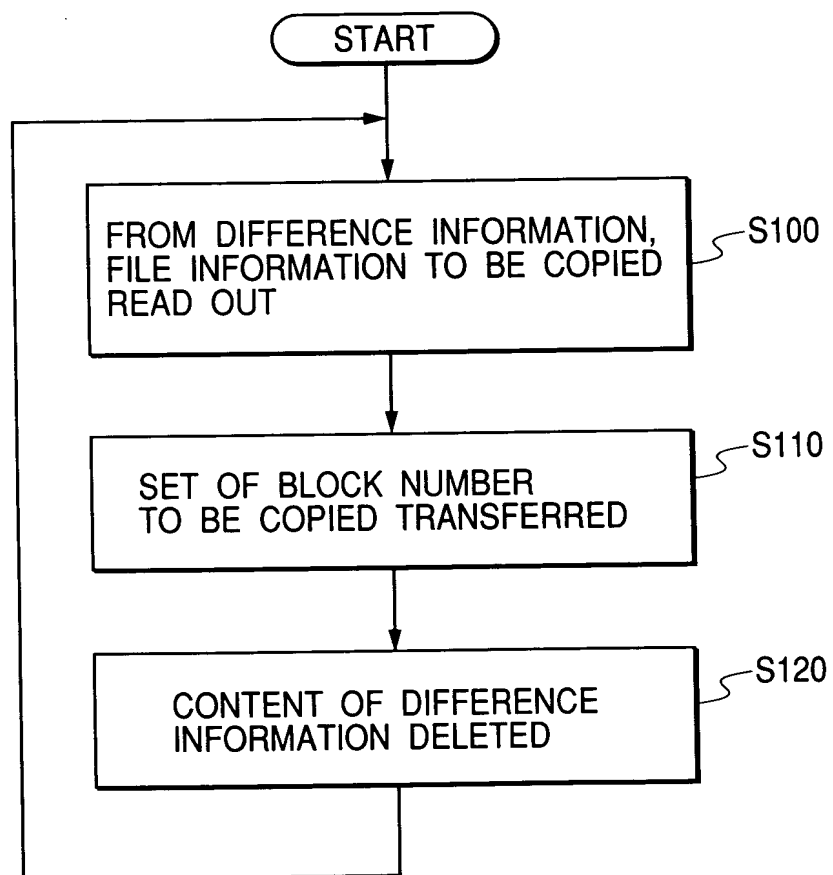 START
FROM DIFFERENCE INFORMATION,
FILE INFORMATION TO BE COPIED
READ OUT
S100
SET OF BLOCK NUMBER
TO BE COPIED TRANSFERRED
S110
CONTENT OF DIFFERENCE
INFORMATION DELETED
S120